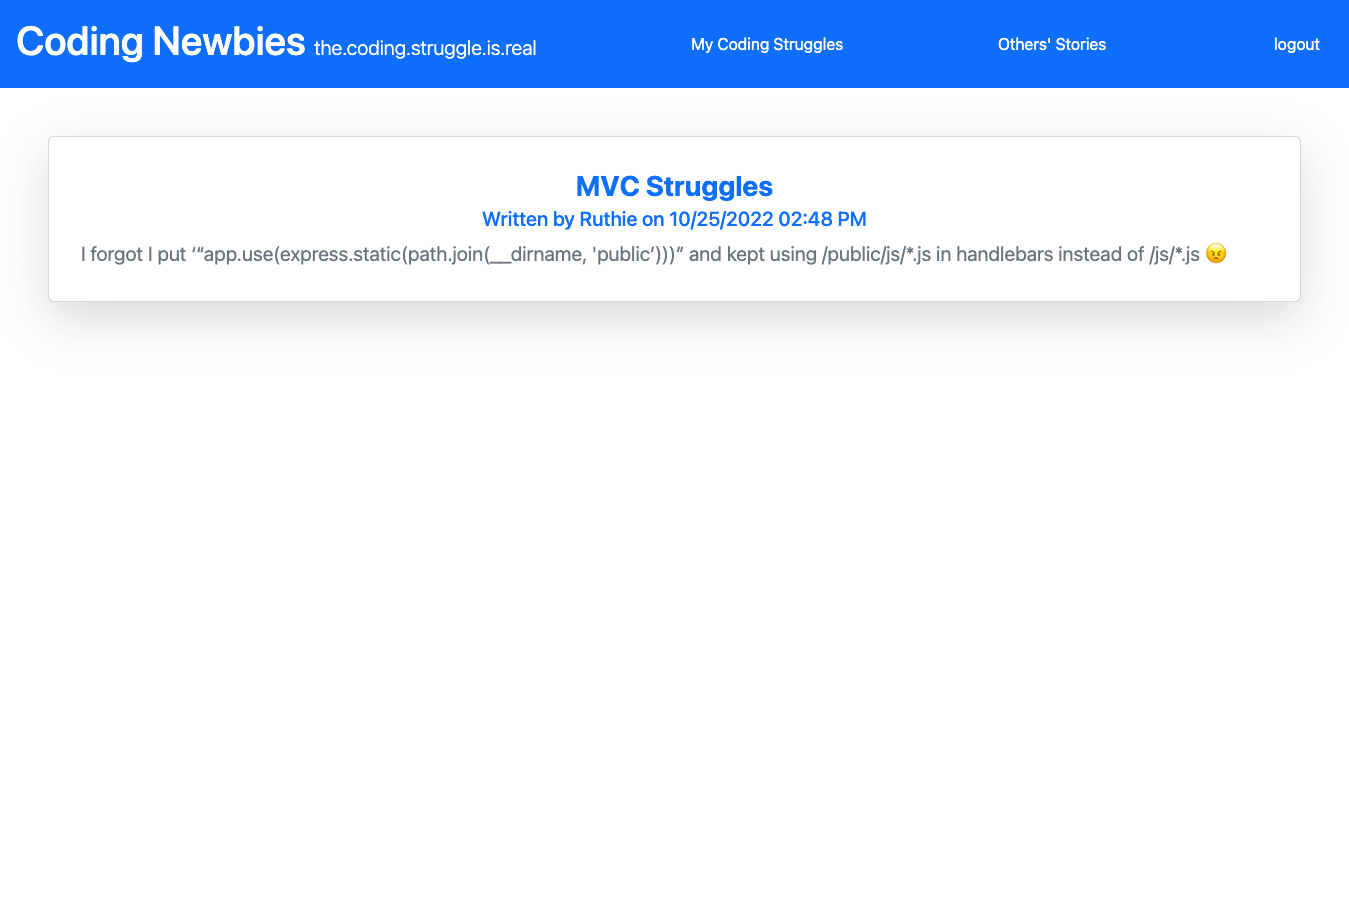 Coding Newbies the.coding.struggle.is.real My Coding Struggles Others' Stories logout
MVC Struggles
Written by Ruthie on 10/25/2022 02:48 PM
I forgot I put ‘“app.use(express.static(path.join(__dirname, 'public’)))” and kept using /public/js/*.js in handlebars instead of /js/*.js 😠